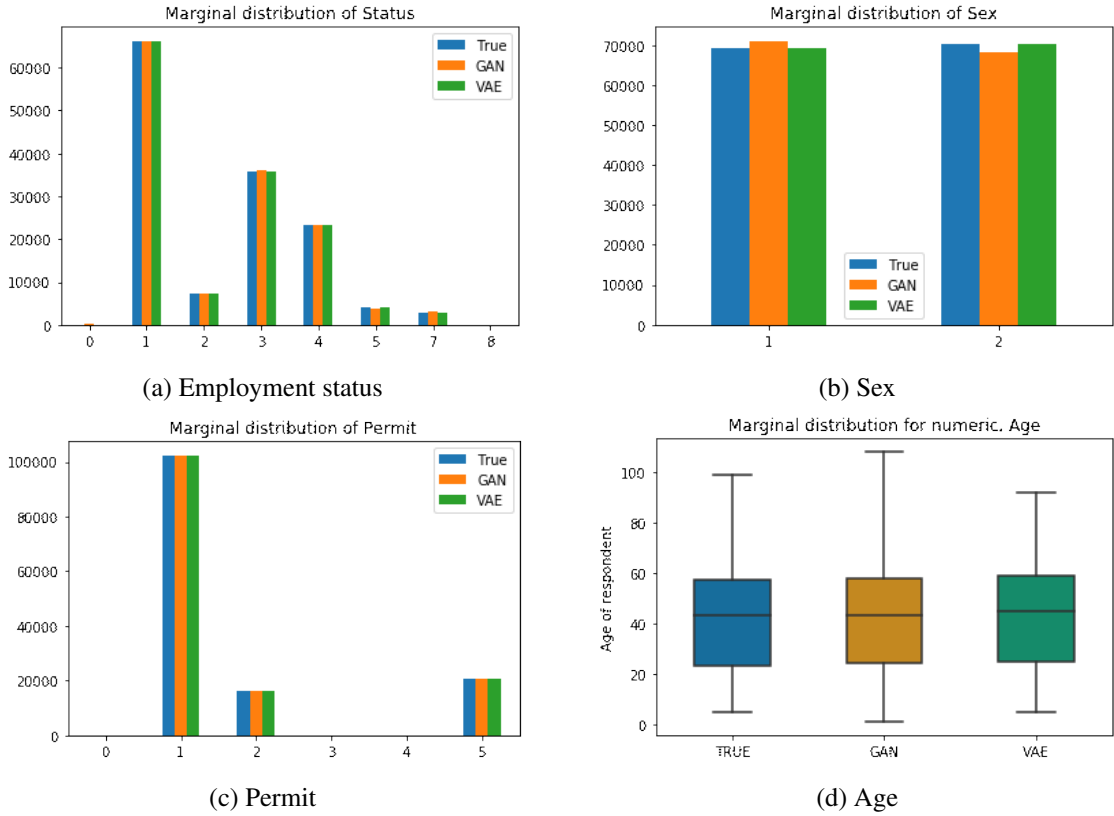 Marginal distribution of Status
60000
50000
40000
30000
20000
10000
0
True
GAN
VAE
0 1 2 3 4 5 7 8
(a) Employment status
Marginal distribution of Sex
70000
60000
50000
40000
30000
20000
10000
0
True
GAN
VAE
1 2
(b) Sex
Marginal distribution of Permit
100000
80000
60000
40000
20000
0
True
GAN
VAE
0 1 2 3 4 5
(c) Permit
Marginal distribution for numeric, Age
Age of respondent
100
80
60
40
20
0
TRUE GAN VAE
(d) Age